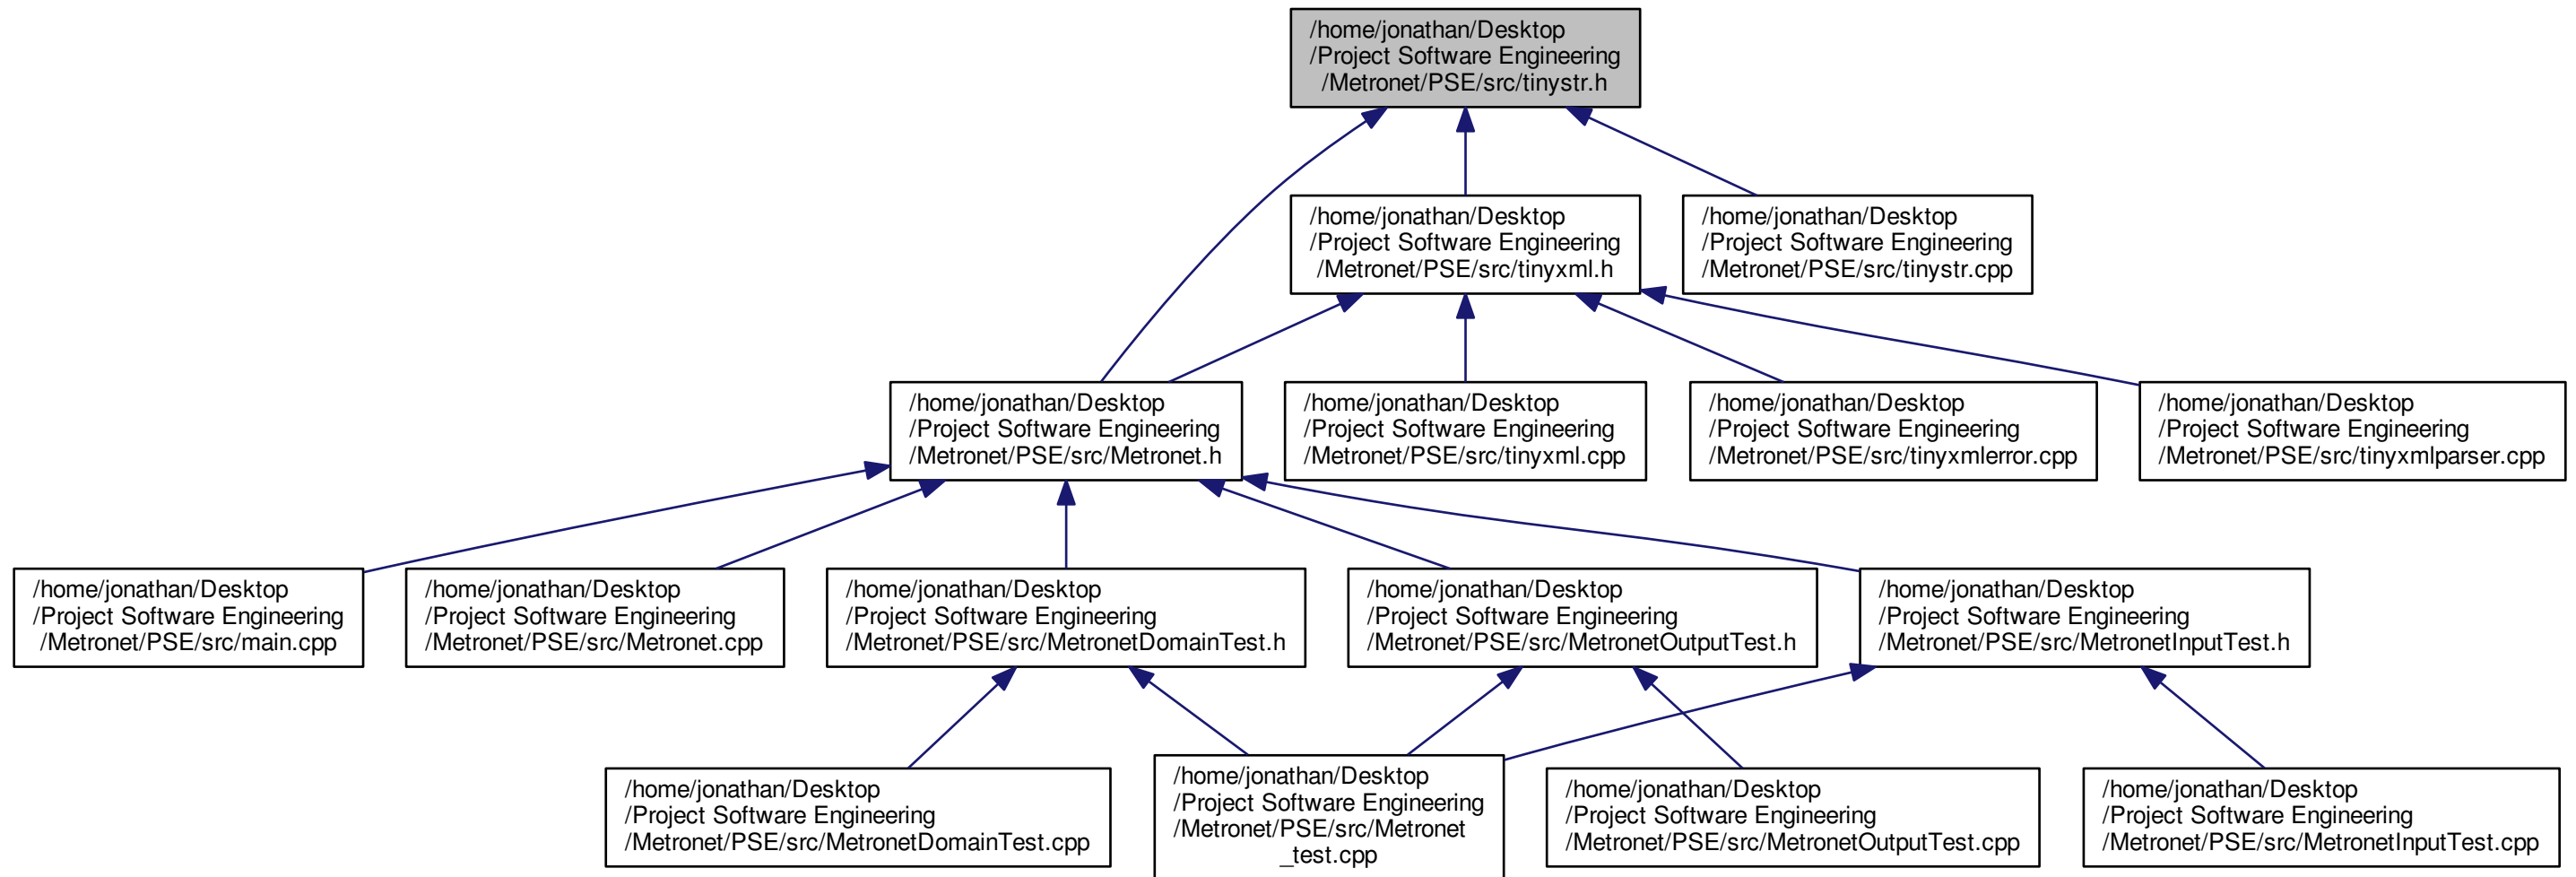 /home/jonathan/Desktop
/Project Software Engineering
/Metronet/PSE/src/tinystr.h
/home/jonathan/Desktop
/Project Software Engineering
/Metronet/PSE/src/tinyxml.h
/home/jonathan/Desktop
/Project Software Engineering
/Metronet/PSE/src/tinystr.cpp
/home/jonathan/Desktop
/Project Software Engineering
/Metronet/PSE/src/Metronet.h
/home/jonathan/Desktop
/Project Software Engineering
/Metronet/PSE/src/tinyxml.cpp
/home/jonathan/Desktop
/Project Software Engineering
/Metronet/PSE/src/tinyxmlerror.cpp
/home/jonathan/Desktop
/Project Software Engineering
/Metronet/PSE/src/tinyxmlparser.cpp
/home/jonathan/Desktop
/Project Software Engineering
/Metronet/PSE/src/main.cpp
/home/jonathan/Desktop
/Project Software Engineering
/Metronet/PSE/src/Metronet.cpp
/home/jonathan/Desktop
/Project Software Engineering
/Metronet/PSE/src/MetronetDomainTest.h
/home/jonathan/Desktop
/Project Software Engineering
/Metronet/PSE/src/MetronetOutputTest.h
/home/jonathan/Desktop
/Project Software Engineering
/Metronet/PSE/src/MetronetInputTest.h
/home/jonathan/Desktop
/Project Software Engineering
/Metronet/PSE/src/MetronetDomainTest.cpp
/home/jonathan/Desktop
/Project Software Engineering
/Metronet/PSE/src/Metronet
_test.cpp
/home/jonathan/Desktop
/Project Software Engineering
/Metronet/PSE/src/MetronetOutputTest.cpp
/home/jonathan/Desktop
/Project Software Engineering
/Metronet/PSE/src/MetronetInputTest.cpp